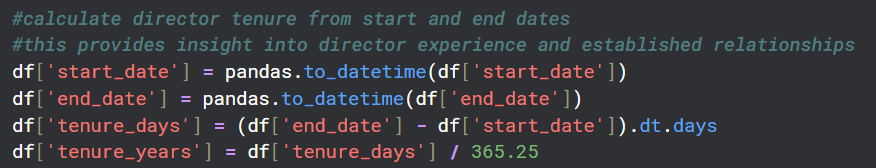 #calculate director tenure from start and end dates
#this provides insight into director experience and established relationships
df['start_date'] = pandas.to_datetime(df['start_date'])
df['end_date'] = pandas.to_datetime(df['end_date'])
df['tenure_days'] = (df['end_date'] - df['start_date']).dt.days
df['tenure_years'] = df['tenure_days'] / 365.25